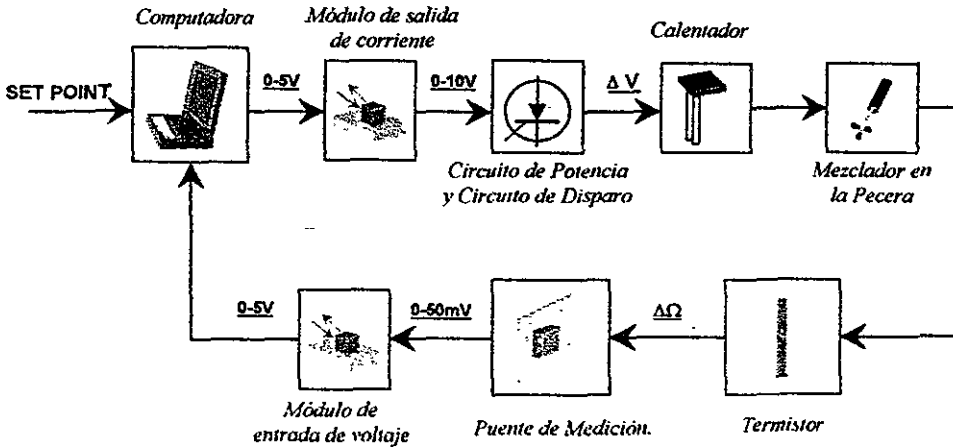 Computadora
Módulo de salida
de corriente
Calentador
SET POINT
0-5V
0-10V
Δ V
Circuito de Potencia
y Circuito de Disparo
Mezclador en
la Pecera
0-5V
0-50mV
ΔΩ
Módulo de
entrada de voltaje
Puente de Medición.
Termistor